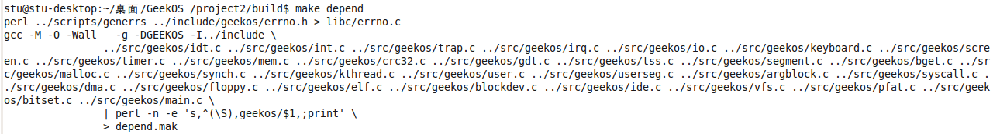 stu@stu-desktop:~/桌面/GeekOS /project2/build$ make depend
perl ../scripts/generrs ../include/geekos/errno.h > libc/errno.c
gcc -M -O -Wall   -g -DGEEKOS -I../include \
                ../src/geekos/idt.c ../src/geekos/int.c ../src/geekos/trap.c ../src/geekos/irq.c ../src/geekos/io.c ../src/geekos/keyboard.c ../src/geekos/scre
en.c ../src/geekos/timer.c ../src/geekos/mem.c ../src/geekos/crc32.c ../src/geekos/gdt.c ../src/geekos/tss.c ../src/geekos/segment.c ../src/geekos/bget.c ../sr
c/geekos/malloc.c ../src/geekos/synch.c ../src/geekos/kthread.c ../src/geekos/user.c ../src/geekos/userseg.c ../src/geekos/argblock.c ../src/geekos/syscall.c .
./src/geekos/dma.c ../src/geekos/floppy.c ../src/geekos/elf.c ../src/geekos/blockdev.c ../src/geekos/ide.c ../src/geekos/vfs.c ../src/geekos/pfat.c ../src/geek
os/bitset.c ../src/geekos/main.c \
                | perl -n -e 's,^(\S),geekos/$1,;print' \
                > depend.mak